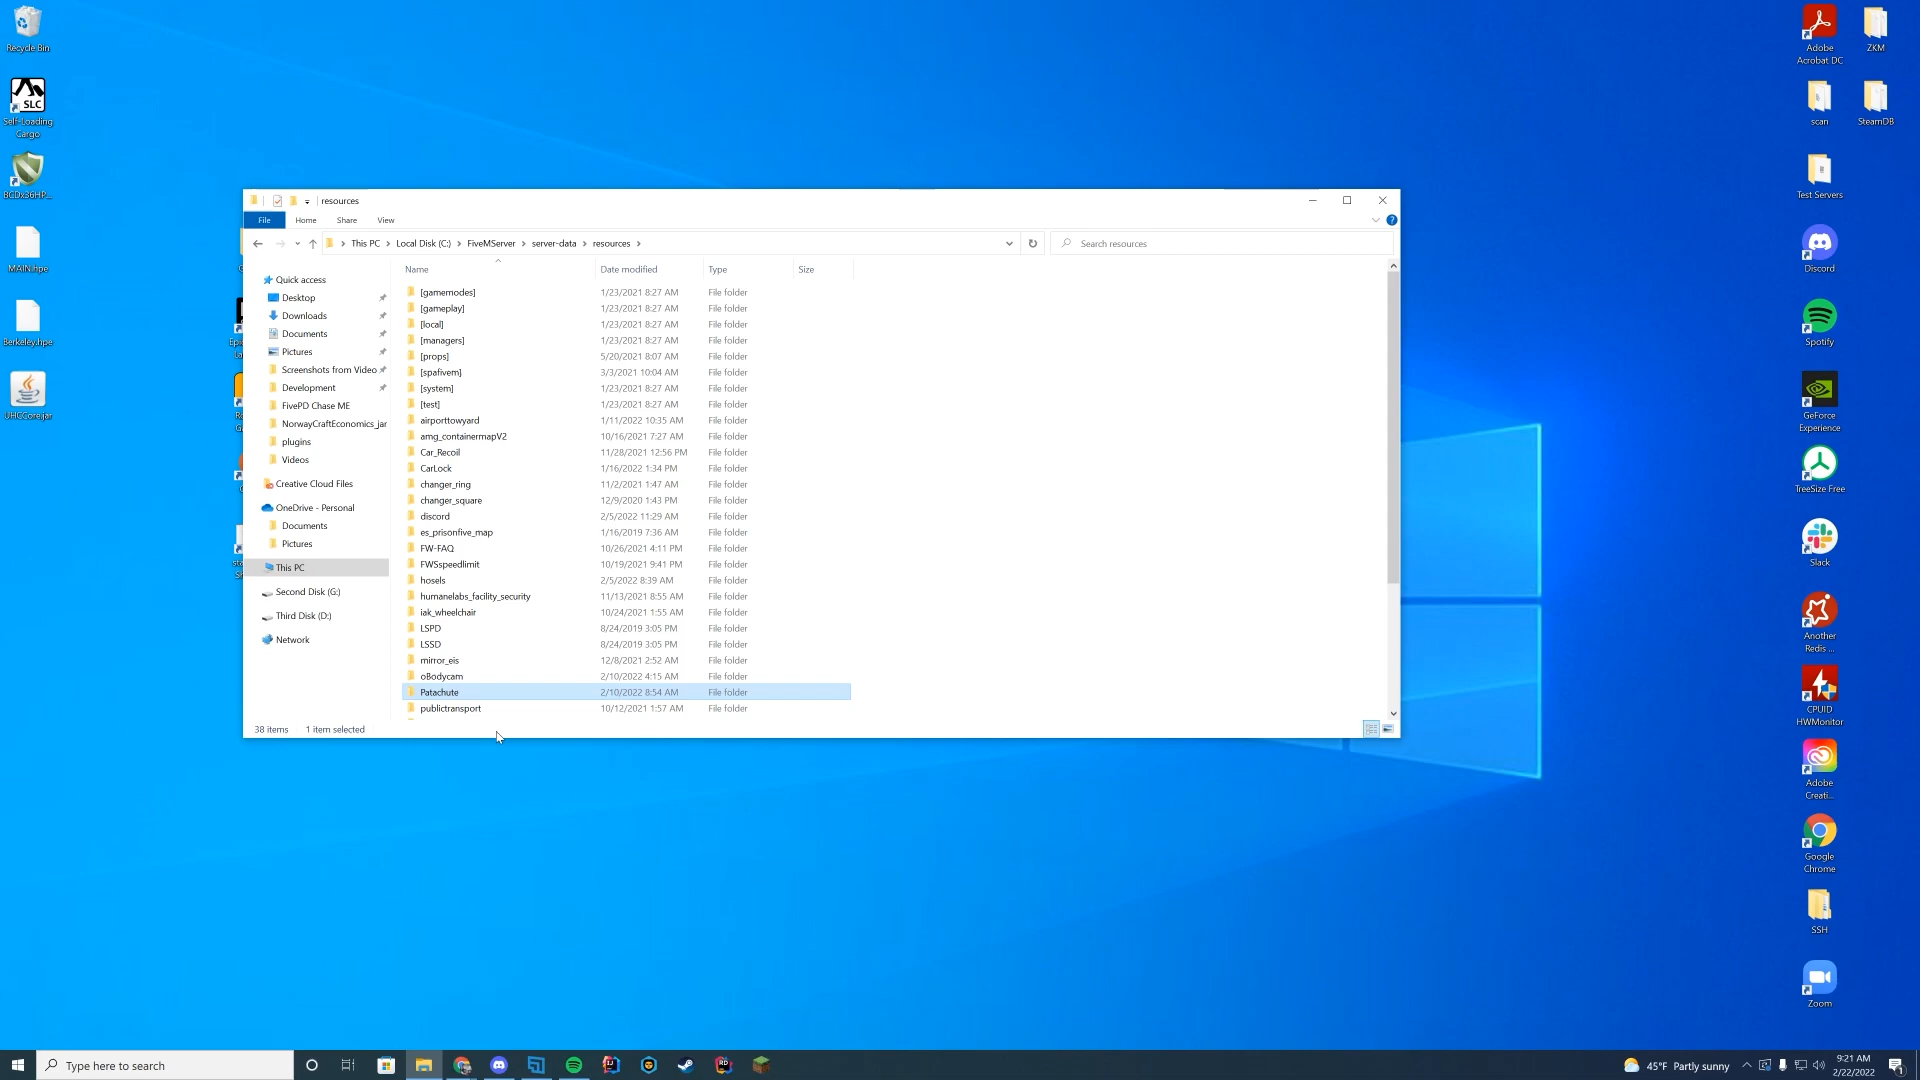 Recycle Bin
SLC
Self-Loading
Cargo
MAIN.hpe
Berkeley.hpe
UHCCore.jar
resources
File
Home
Share
View
This PC
Local Disk (C:)
FiveMServer
server-data
resources
Search resources
Name
Date modified
Type
Size
Quick access
Desktop
Downloads
Documents
Pictures
Screenshots from Video
Development
FivePD Chase ME
NorwayCraftEconomics_jar
plugins
Videos
Creative Cloud Files
OneDrive - Personal
Documents
Pictures
This PC
Second Disk (G:)
Third Disk (D:)
Network
[gamemodes] 1/23/2021 8:27 AM File folder
[gameplay] 1/23/2021 8:27 AM File folder
[local] 1/23/2021 8:27 AM File folder
[managers] 1/23/2021 8:27 AM File folder
[props] 5/20/2021 8:07 AM File folder
[spafivem] 3/3/2021 10:04 AM File folder
[system] 1/23/2021 8:27 AM File folder
[test] 1/23/2021 8:27 AM File folder
airporttowyard 1/11/2022 10:35 AM File folder
amg_containermapV2 10/16/2021 7:27 AM File folder
Car_Recoil 11/28/2021 12:56 PM File folder
CarLock 1/16/2022 1:34 PM File folder
changer_ring 11/2/2021 1:47 AM File folder
changer_square 12/9/2020 1:43 PM File folder
discord 2/5/2022 11:29 AM File folder
es_prisonfive_map 1/16/2019 7:36 AM File folder
FW-FAQ 10/26/2021 4:11 PM File folder
FWSspeedlimit 10/19/2021 9:41 PM File folder
hosels 2/5/2022 8:39 AM File folder
humanelabs_facility_security 11/13/2021 8:55 AM File folder
iak_wheelchair 10/24/2021 1:55 AM File folder
LSPD 8/24/2019 3:05 PM File folder
LSSD 8/24/2019 3:05 PM File folder
mirror_eis 12/8/2021 2:52 AM File folder
oBodycam 2/10/2022 4:15 AM File folder
Patachute 2/10/2022 8:54 AM File folder
publictransport 10/12/2021 1:57 AM File folder
38 items
1 item selected
Adobe
Acrobat DC
ZKM
scan
SteamDB
Test Servers
Discord
Spotify
GeForce
Experience
TreeSize Free
Slack
Another
Redis ...
CPUID
HWMonitor
Adobe
Creati...
Google
Chrome
SSH
Zoom
Type here to search
45°F Partly sunny
9:21 AM
2/22/2022